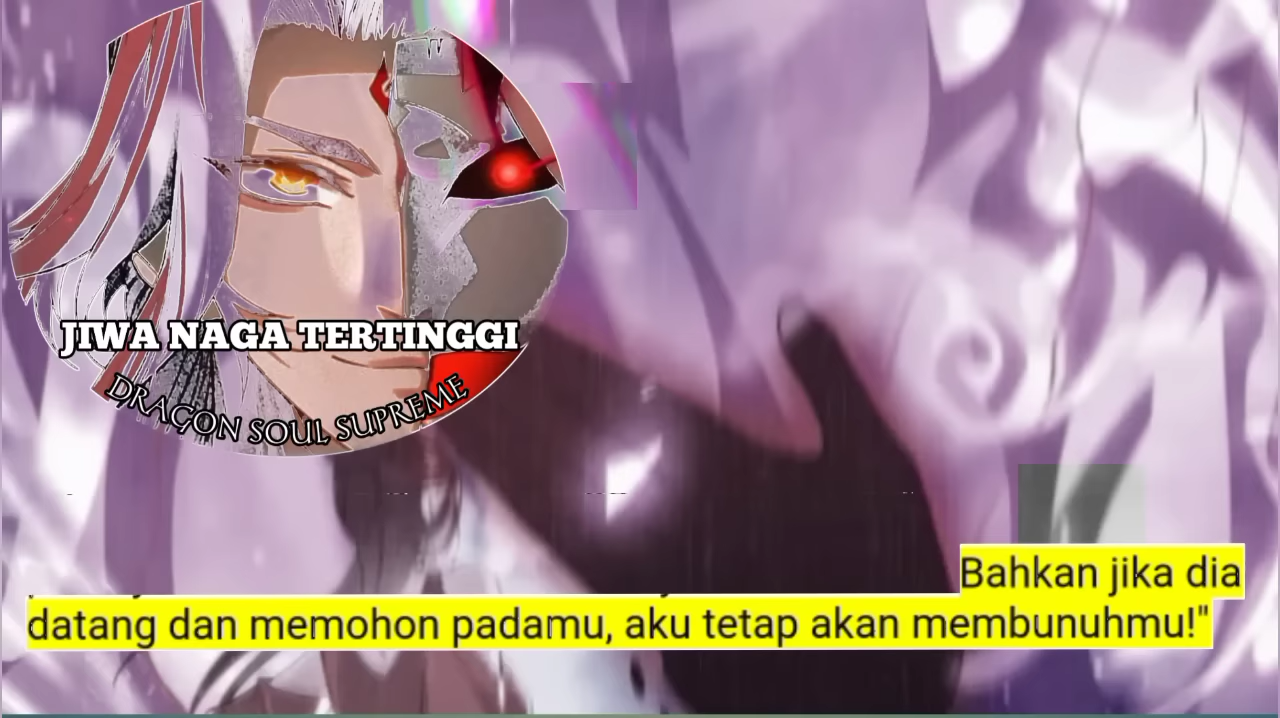 JIWA NAGA TERTINGGI
DRAGON SOUL SUPREME
Bahkan jika dia
datang dan memohon padamu, aku tetap akan membunuhmu!"